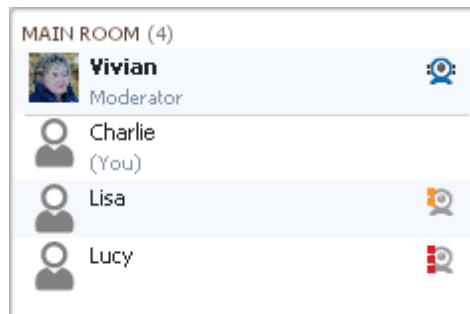 MAIN ROOM (4)
Vivian
Moderator
Charlie
(You)
Lisa
Lucy